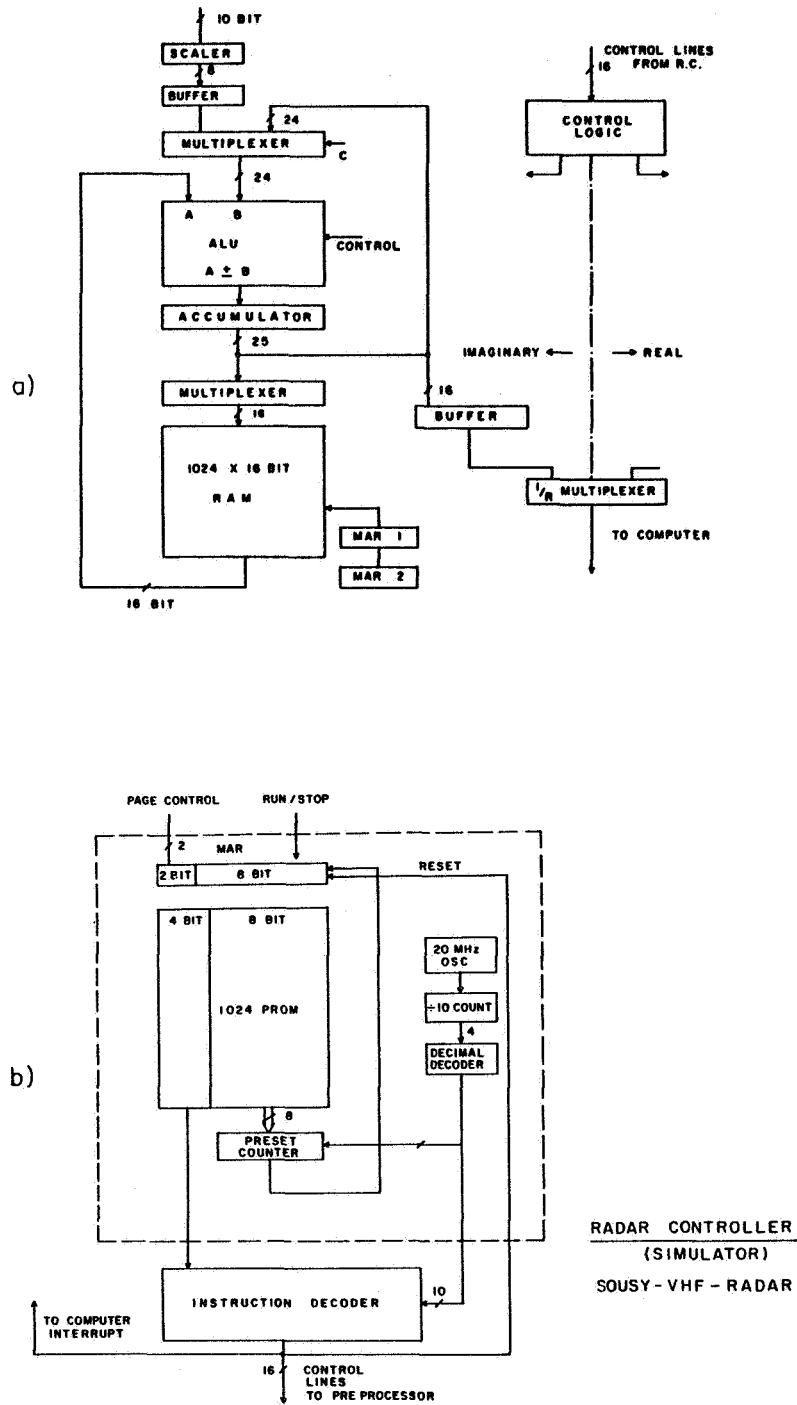 10 BIT
SCALER
8
BUFFER
24
MULTIPLEXER
C
24
A B
ALU
A ± B
CONTROL
ACCUMULATOR
25
MULTIPLEXER
16
1024 X 16 BIT
RAM
MAR 1
MAR 2
16 BIT
a)
CONTROL LINES
FROM R.C.
16
CONTROL
LOGIC
IMAGINARY
REAL
16
BUFFER
I/R MULTIPLEXER
TO COMPUTER
PAGE CONTROL
RUN/STOP
2
MAR
RESET
2 BIT
8 BIT
4 BIT
8 BIT
1024 PROM
20 MHz
OSC
÷10 COUNT
4
DECIMAL
DECODER
b)
8
PRESET
COUNTER
INSTRUCTION DECODER
10
TO COMPUTER
INTERRUPT
16
CONTROL
LINES
TO PREPROCESSOR
RADAR CONTROLLER
(SIMULATOR)
SOUSY-VHF-RADAR